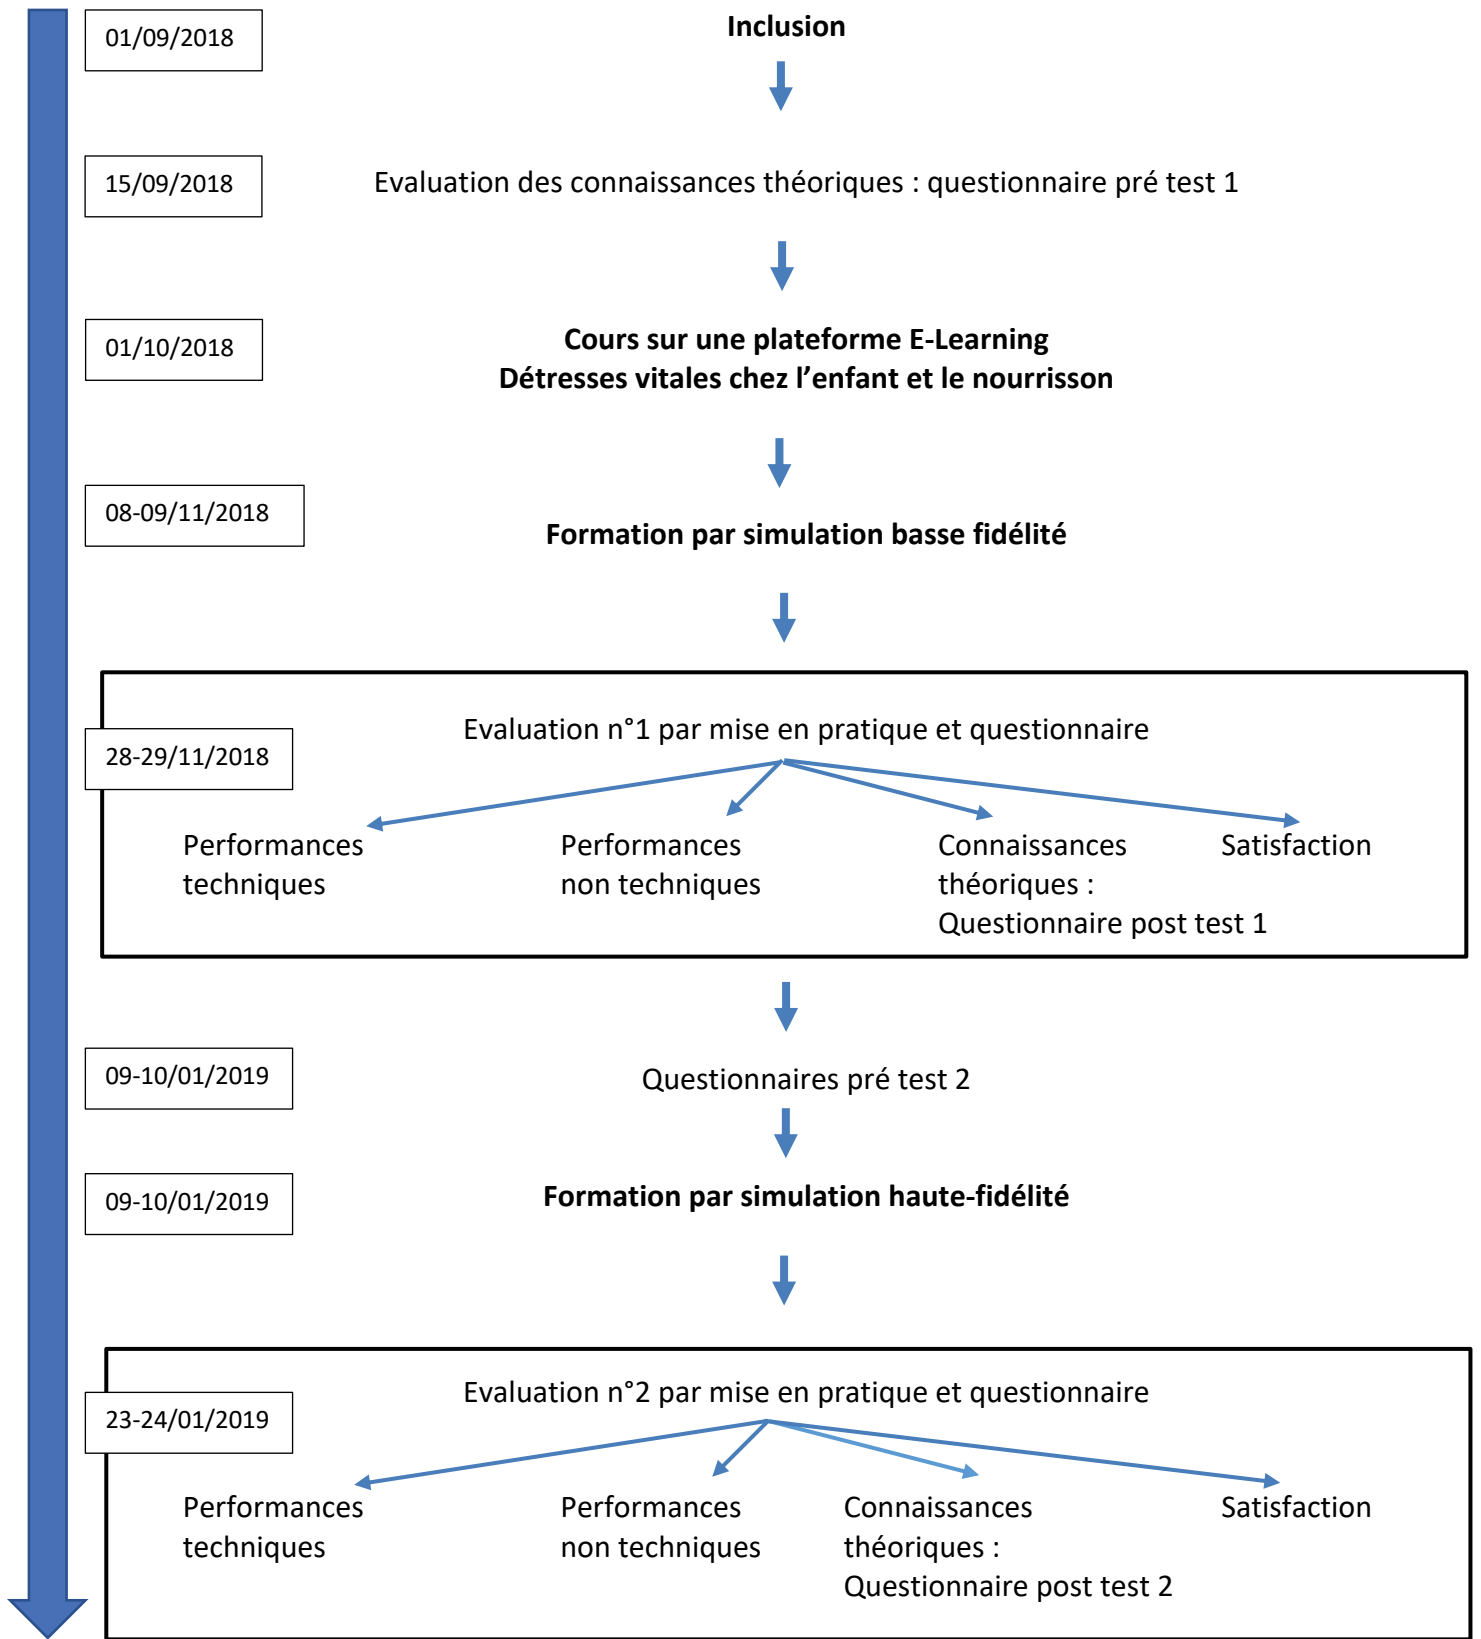 01/09/2018
Inclusion
15/09/2018
Evaluation des connaissances théoriques : questionnaire pré test 1
01/10/2018
Cours sur une plateforme E-Learning
Détresses vitales chez l’enfant et le nourrisson
08-09/11/2018
Formation par simulation basse fidélité
28-29/11/2018
Evaluation n°1 par mise en pratique et questionnaire
Performances
techniques
Performances
non techniques
Connaissances
théoriques :
Questionnaire post test 1
Satisfaction
09-10/01/2019
Questionnaires pré test 2
09-10/01/2019
Formation par simulation haute-fidélité
23-24/01/2019
Evaluation n°2 par mise en pratique et questionnaire
Performances
techniques
Performances
non techniques
Connaissances
théoriques :
Questionnaire post test 2
Satisfaction